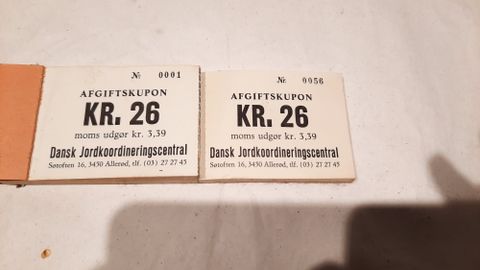 № 0001
AFGIFTSKUPON
KR. 26
moms udgør kr. 3,39
Dansk Jordkoordineringscentral
Søtoften 16, 3450 Allerød, tlf. (03) 27 27 45
№ 0056
AFGIFTSKUPON
KR. 26
moms udgør kr. 3,39
Dansk Jordkoordineringscentral
Søtoften 16, 3450 Allerød, tlf. (03) 27 27 45